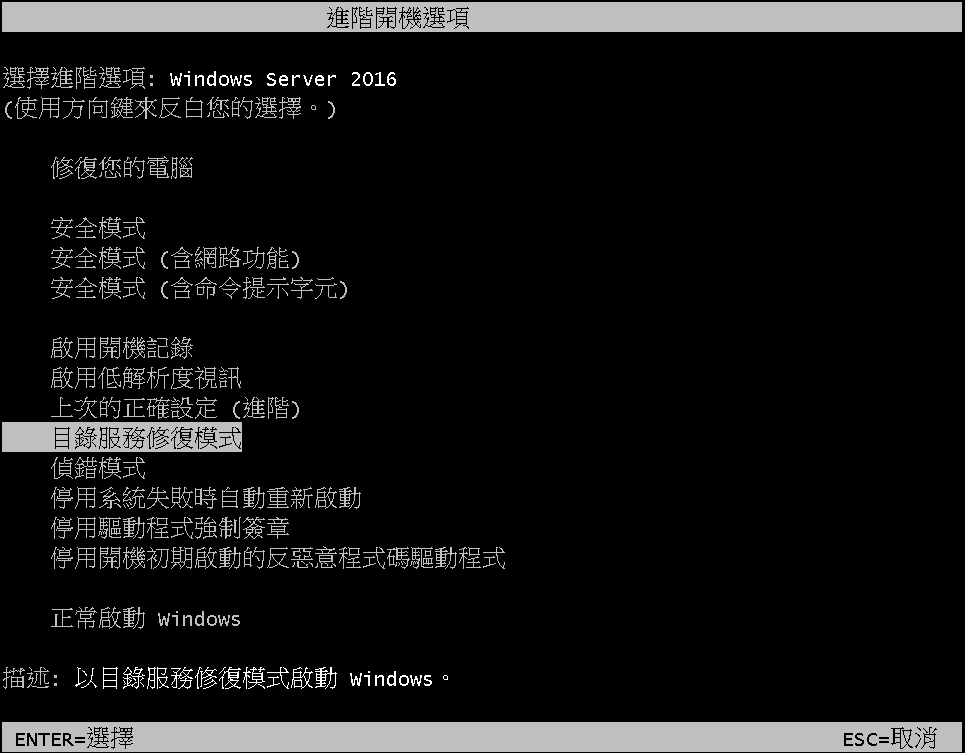 進階開機選項
選擇進階選項: Windows Server 2016
(使用方向鍵來反白您的選擇。)
修復您的電腦
安全模式
安全模式 (含網路功能)
安全模式 (含命令提示字元)
啟用開機記錄
啟用低解析度視訊
上次的正確設定 (進階)
目錄服務修復模式
偵錯模式
停用系統失敗時自動重新啟動
停用驅動程式強制簽章
停用開機初期啟動的反惡意程式碼驅動程式
正常啟動 Windows
描述: 以目錄服務修復模式啟動 Windows。
ENTER=選擇 ESC=取消